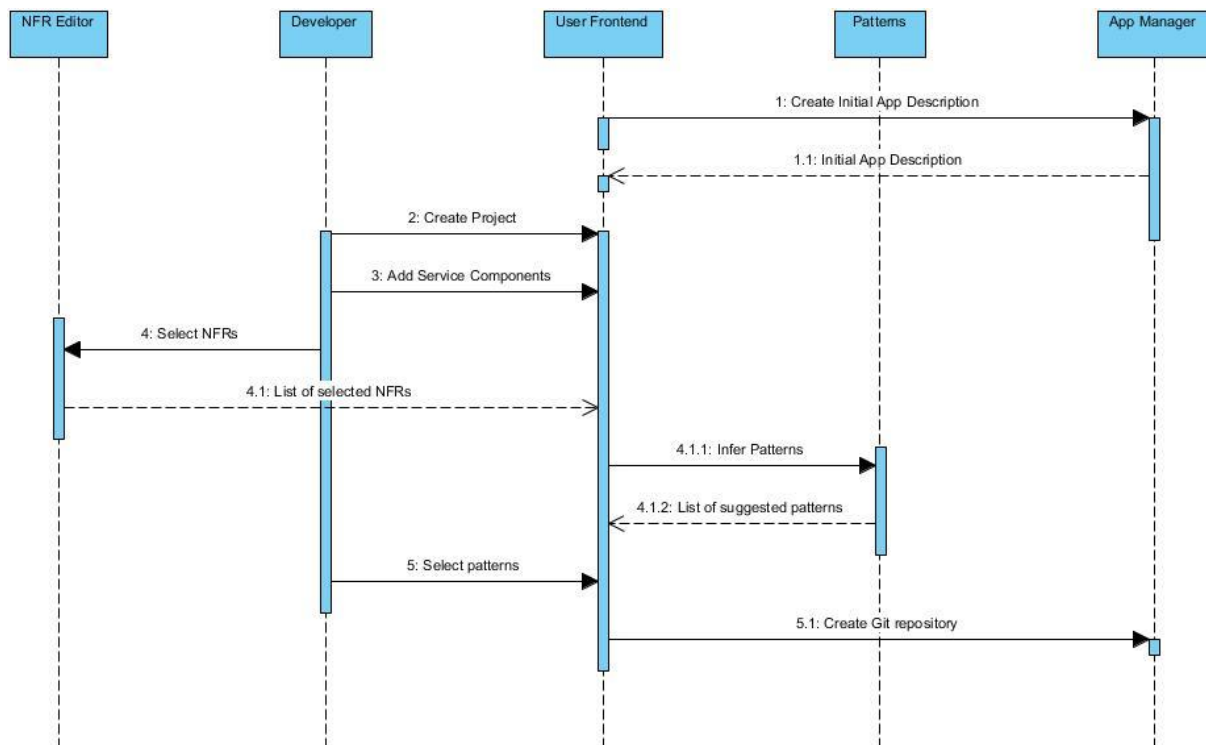 NFR Editor
Developer
User Frontend
Patterns
App Manager
1: Create Initial App Description
1.1: Initial App Description
2: Create Project
3: Add Service Components
4: Select NFRs
4.1: List of selected NFRs
4.1.1: Infer Patterns
4.1.2: List of suggested patterns
5: Select patterns
5.1: Create Git repository